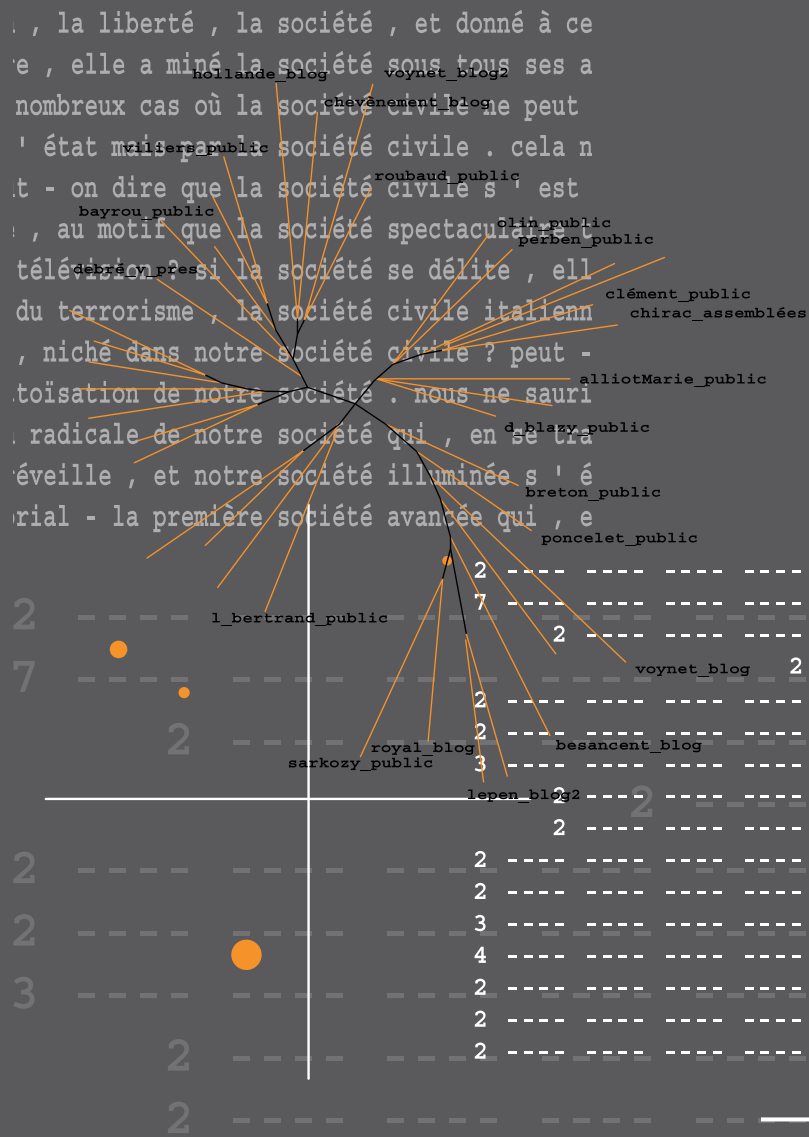 , la liberté , la société , et donné à ce
e , elle a miné la société sous tous ses a
hollande_blog
voynet_blog2
chevènement_blog
nombreux cas où la société civile ne peut
' état mais par la société civile . cela n
viliers_public
roubaud_public
t - on dire que la société civile s ' est
bayrou_public
olin_public
, au motif que la société spectaculaire t
perben_public
debré_y_pres
télévision ? si la société se délite , ell
clément_public
du terrorisme , la société civile italienn
chirac_assemblées
, niché dans notre société civile ? peut -
alliotMarie_public
toïsation de notre société . nous ne sauri
d_blazy_public
radicale de notre société qui , en se tra
réveille , et notre société illuminée s ' é
breton_public
rial - la première société avancée qui , e
poncelet_public
2 ---- ---- ---- ----
7 ---- ---- ---- ----
2
l_bertrand_public
2 ---- ---- ----
voynet_blog
2
7
2 ---- ---- ---- ----
2 ---- ---- ---- ----
2
royal_blog
besancent_blog
sarkozy_public
3 ---- ---- ---- ----
lepen_blog2
2 ---- ---- ----
2
2 ---- ---- ----
2 ---- ---- ---- ----
2
2 ---- ---- ---- ----
3 ---- ---- ---- ----
2
4 ---- ---- ---- ----
2 ---- ---- ---- ----
3
2 ---- ---- ---- ----
2 ---- ---- ---- ----
2
2